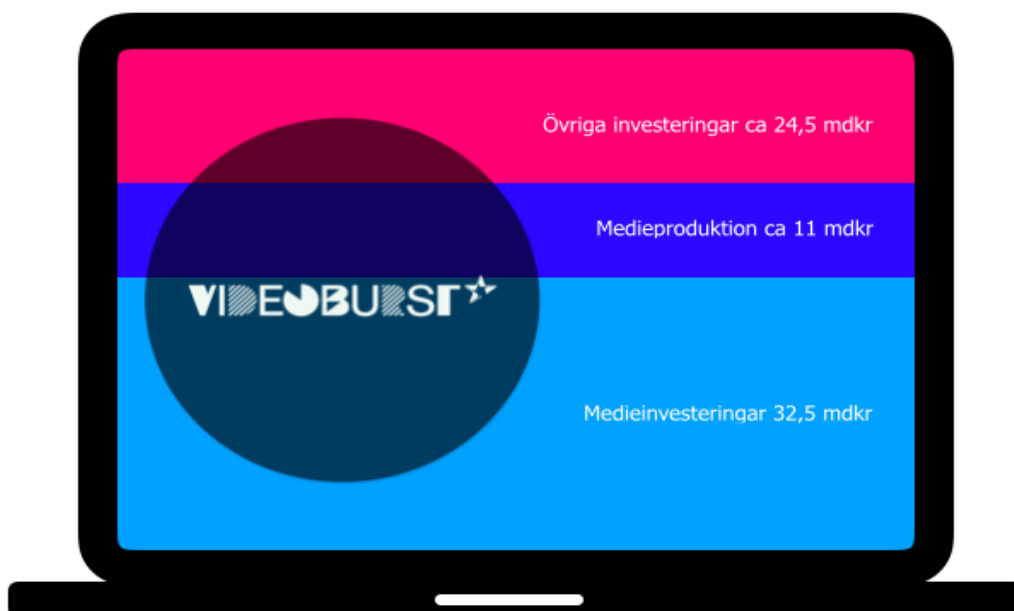 Övriga investeringar ca 24,5 mdkr
Medieproduktion ca 11 mdkr
VIDEOBURST
Medieinvesteringar 32,5 mdkr